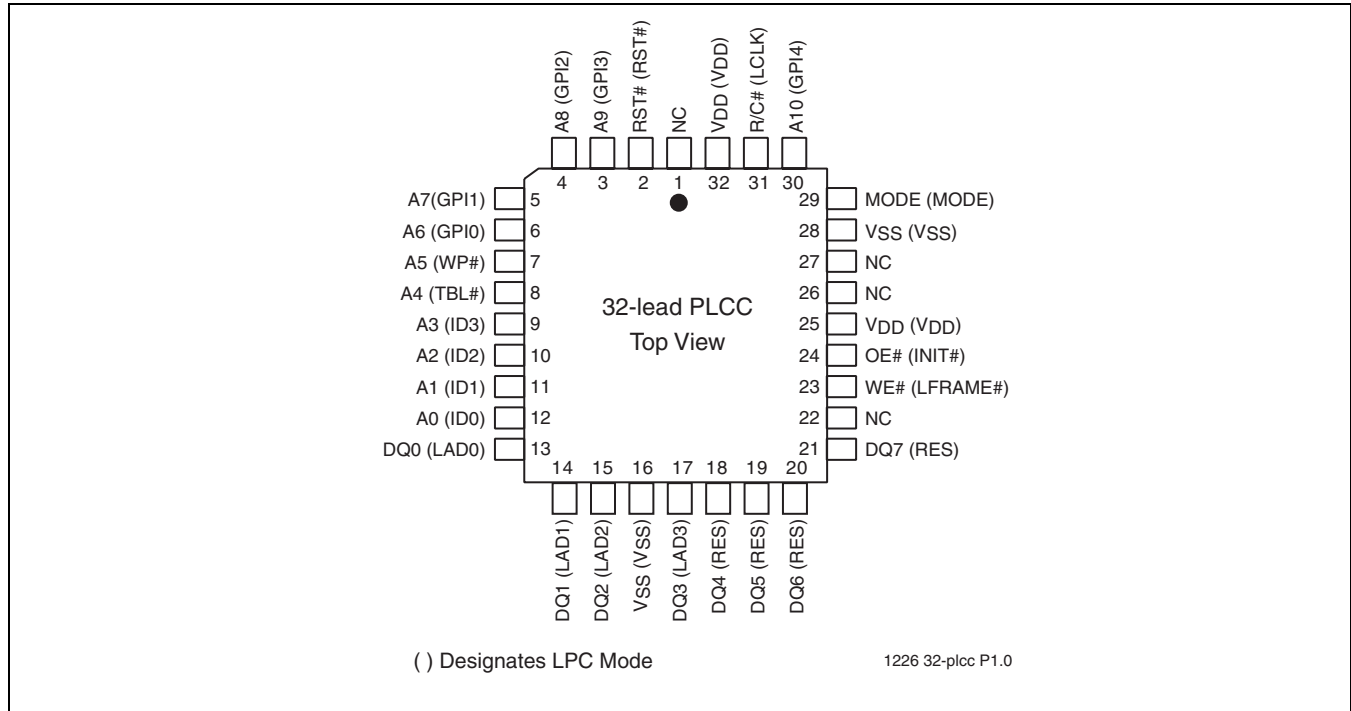 A8 (GPI2)
A9 (GPI3)
RST# (RST#)
NC
VDD (VDD)
R/C# (LCLK)
A10 (GPI4)
4 3 2 1 32 31 30
A7(GPI1) 5
A6 (GPI0) 6
A5 (WP#) 7
A4 (TBL#) 8
A3 (ID3) 9
A2 (ID2) 10
A1 (ID1) 11
A0 (ID0) 12
DQ0 (LAD0) 13
32-lead PLCC
Top View
29 MODE (MODE)
28 VSS (VSS)
27 NC
26 NC
25 VDD (VDD)
24 OE# (INIT#)
23 WE# (LFRAME#)
22 NC
21 DQ7 (RES)
14 15 16 17 18 19 20
DQ1 (LAD1)
DQ2 (LAD2)
VSS (VSS)
DQ3 (LAD3)
DQ4 (RES)
DQ5 (RES)
DQ6 (RES)
( ) Designates LPC Mode
1226 32-plcc P1.0